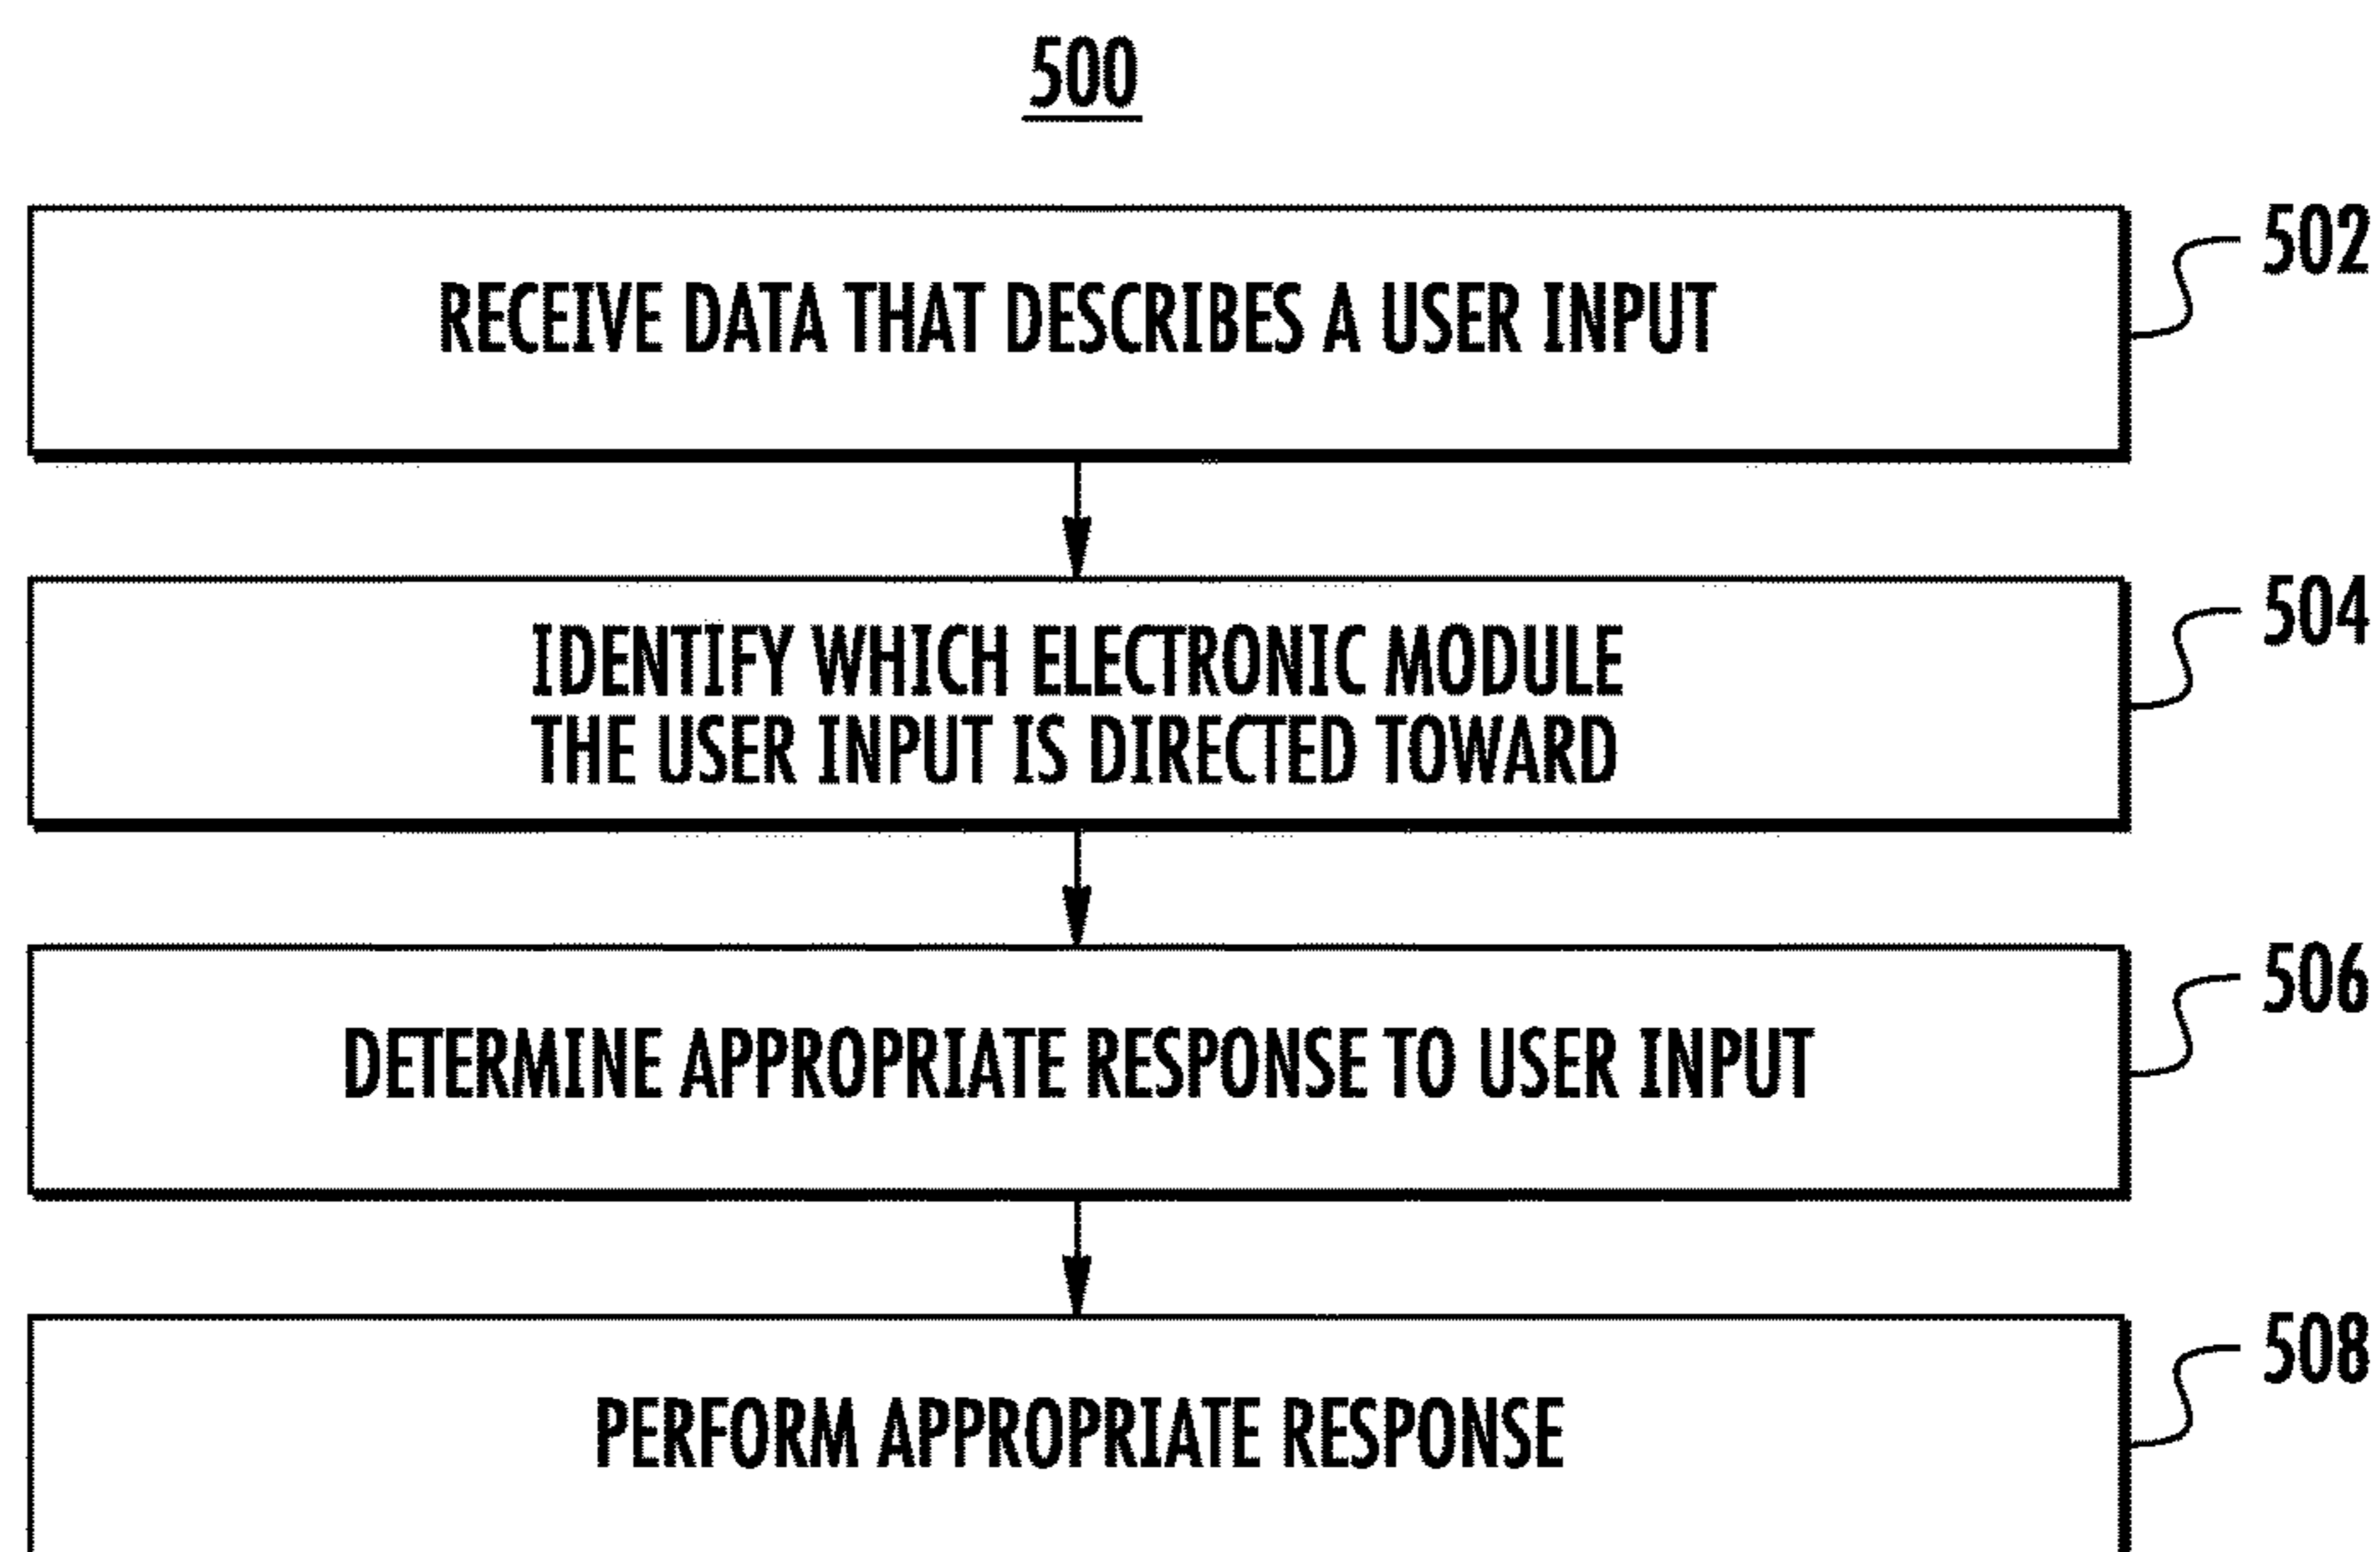 500
RECEIVE DATA THAT DESCRIBES A USER INPUT
502
IDENTIFY WHICH ELECTRONIC MODULE
THE USER INPUT IS DIRECTED TOWARD
504
DETERMINE APPROPRIATE RESPONSE TO USER INPUT
506
PERFORM APPROPRIATE RESPONSE
508